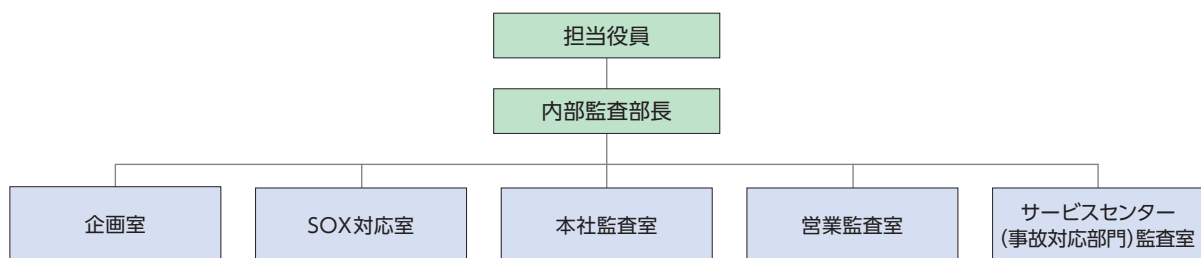 担当役員
内部監査部長
企画室
SOX対応室
本社監査室
営業監査室
サービスセンター
(事故対応部門)監査室